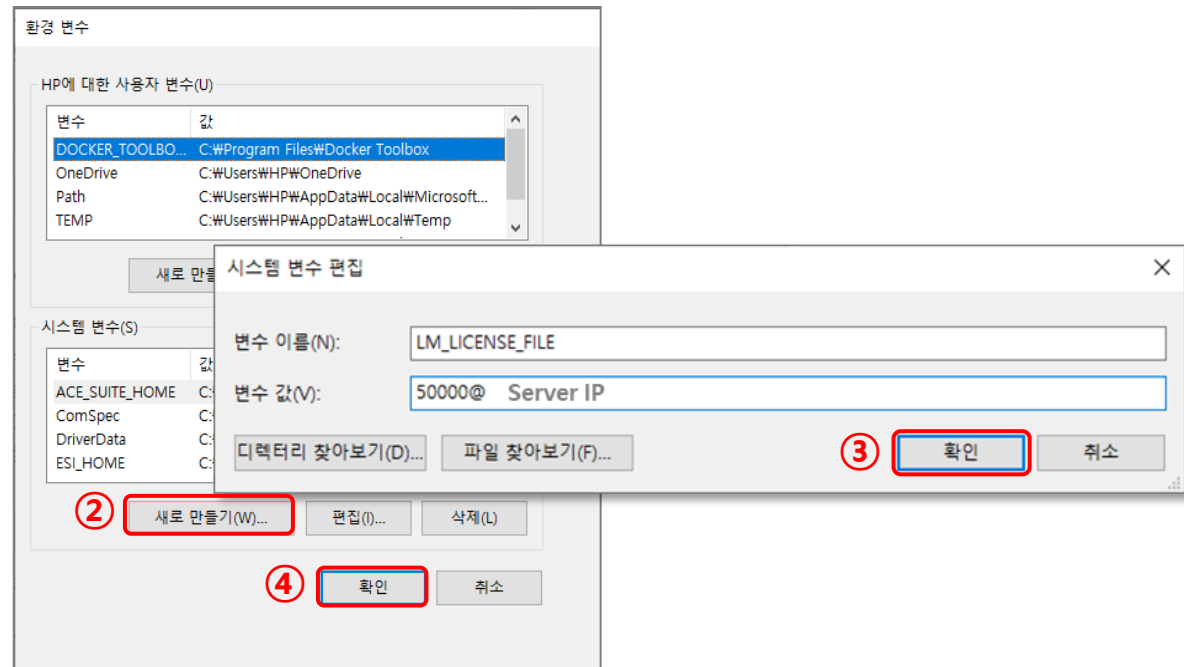 환경 변수
HP에 대한 사용자 변수(U)
변수 값
DOCKER_TOOLBO... C:₩Program Files₩Docker Toolbox
OneDrive C:₩Users₩HP₩OneDrive
Path C:₩Users₩HP₩AppData₩Local₩Microsoft...
TEMP C:₩Users₩HP₩AppData₩Local₩Temp
새로 만들
시스템 변수(S)
변수 값
ACE_SUITE_HOME C:
ComSpec C:
DriverData C:
ESI_HOME C:
시스템 변수 편집
변수 이름(N): LM_LICENSE_FILE
변수 값(V): 50000@ Server IP
디렉터리 찾아보기(D)... 파일 찾아보기(F)... ③ 확인 취소
② 새로 만들기(W)... 편집(I)... 삭제(L)
④ 확인 취소